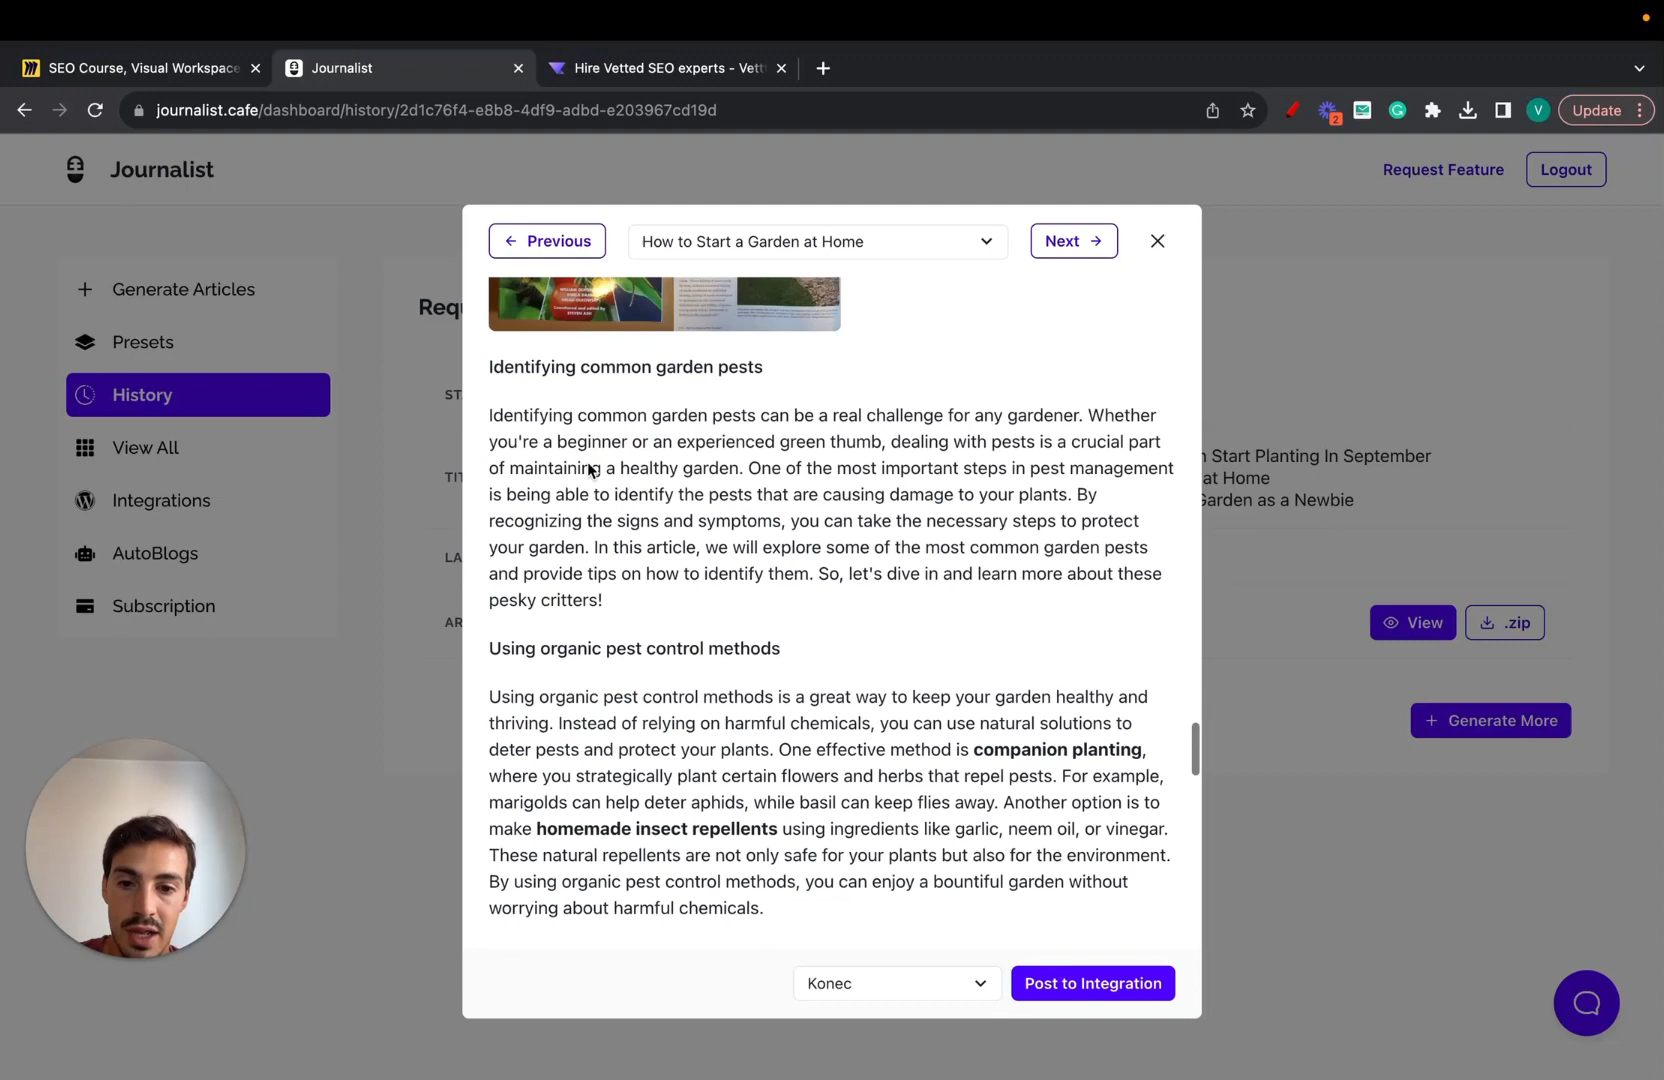 SEO Course, Visual Workspace
Journalist
Hire Vetted SEO experts - Vett
journalist.cafe/dashboard/history/2d1c76f4-e8b8-4df9-adbd-e203967cd19d
2
V
Update
Journalist
Request Feature
Logout
Previous
How to Start a Garden at Home
Next
Generate Articles
Presets
History
View All
Integrations
AutoBlogs
Subscription
Req
ST
TI
LA
AR
Start Planting In September
at Home
Garden as a Newbie
View
.zip
Generate More
Identifying common garden pests
Identifying common garden pests can be a real challenge for any gardener. Whether
you're a beginner or an experienced green thumb, dealing with pests is a crucial part
of maintaining a healthy garden. One of the most important steps in pest management
is being able to identify the pests that are causing damage to your plants. By
recognizing the signs and symptoms, you can take the necessary steps to protect
your garden. In this article, we will explore some of the most common garden pests
and provide tips on how to identify them. So, let's dive in and learn more about these
pesky critters!
Using organic pest control methods
Using organic pest control methods is a great way to keep your garden healthy and
thriving. Instead of relying on harmful chemicals, you can use natural solutions to
deter pests and protect your plants. One effective method is companion planting,
where you strategically plant certain flowers and herbs that repel pests. For example,
marigolds can help deter aphids, while basil can keep flies away. Another option is to
make homemade insect repellents using ingredients like garlic, neem oil, or vinegar.
These natural repellents are not only safe for your plants but also for the environment.
By using organic pest control methods, you can enjoy a bountiful garden without
worrying about harmful chemicals.
Konec
Post to Integration